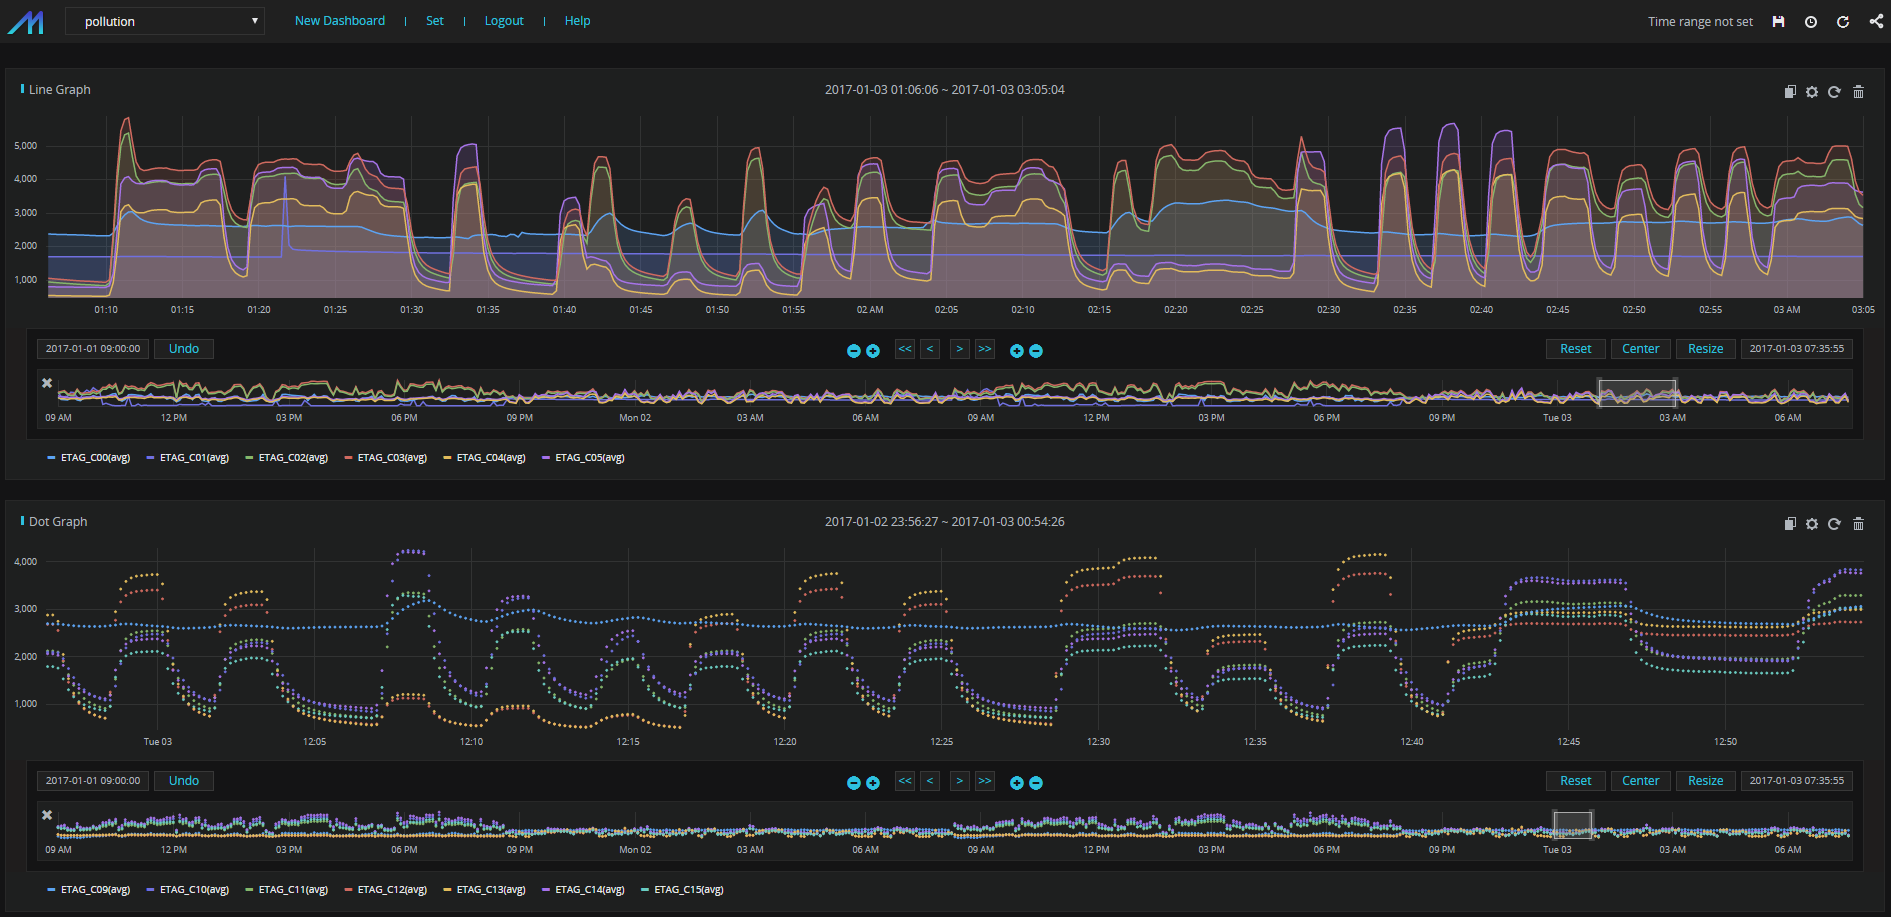 pollution ▼ New Dashboard | Set | Logout | Help Time range not set
Line Graph 2017-01-03 01:06:06 ~ 2017-01-03 03:05:04
5,000
4,000
3,000
2,000
1,000
01:10 01:15 01:20 01:25 01:30 01:35 01:40 01:45 01:50 01:55 02 AM 02:05 02:10 02:15 02:20 02:25 02:30 02:35 02:40 02:45 02:50 02:55 03 AM 03:05
2017-01-01 09:00:00 Undo << < > >> Reset Center Resize 2017-01-03 07:35:55
09 AM 12 PM 03 PM 06 PM 09 PM Mon 02 03 AM 06 AM 09 AM 12 PM 03 PM 06 PM 09 PM Tue 03 03 AM 06 AM
ETAG_C00(avg) ETAG_C01(avg) ETAG_C02(avg) ETAG_C03(avg) ETAG_C04(avg) ETAG_C05(avg)
Dot Graph 2017-01-02 23:56:27 ~ 2017-01-03 00:54:26
4,000
3,000
2,000
1,000
Tue 03 12:05 12:10 12:15 12:20 12:25 12:30 12:35 12:40 12:45 12:50
2017-01-01 09:00:00 Undo << < > >> Reset Center Resize 2017-01-03 07:35:55
09 AM 12 PM 03 PM 06 PM 09 PM Mon 02 03 AM 06 AM 09 AM 12 PM 03 PM 06 PM 09 PM Tue 03 03 AM 06 AM
ETAG_C09(avg) ETAG_C10(avg) ETAG_C11(avg) ETAG_C12(avg) ETAG_C13(avg) ETAG_C14(avg) ETAG_C15(avg)